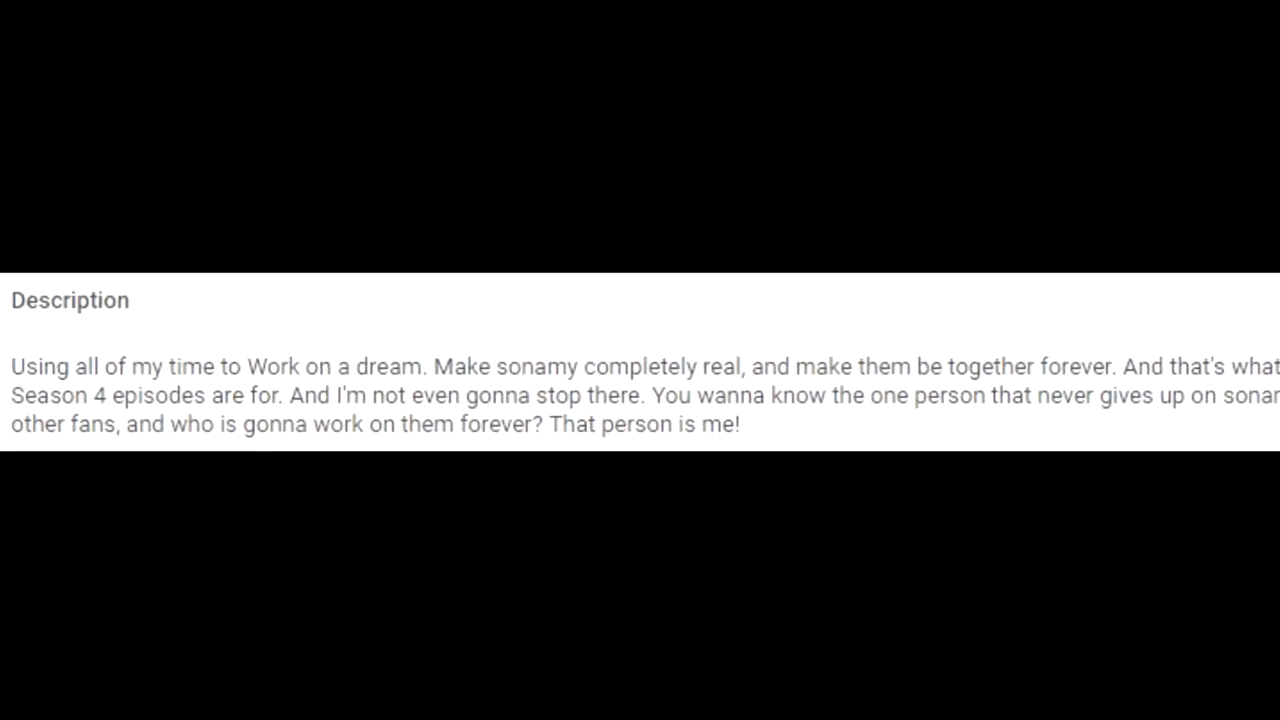 Description
Using all of my time to Work on a dream. Make sonamy completely real, and make them be together forever. And that's what
Season 4 episodes are for. And I'm not even gonna stop there. You wanna know the one person that never gives up on
other fans, and who is gonna work on them forever? That person is me!